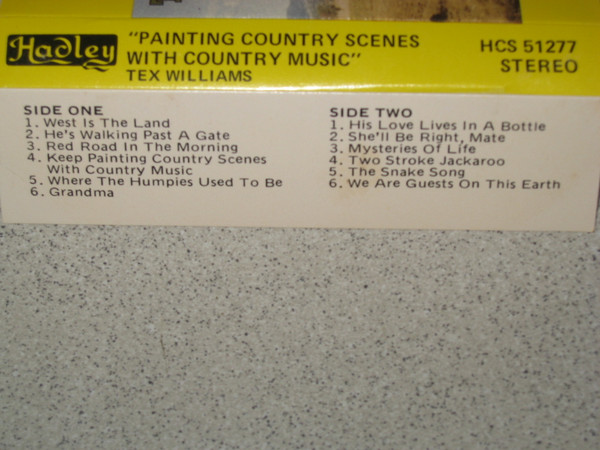 Hadley
"PAINTING COUNTRY SCENES
WITH COUNTRY MUSIC"
TEX WILLIAMS
HCS 51277
STEREO
SIDE ONE
1. West Is The Land
2. He's Walking Past A Gate
3. Red Road In The Morning
4. Keep Painting Country Scenes
With Country Music
5. Where The Humpies Used To Be
6. Grandma
SIDE TWO
1. His Love Lives In A Bottle
2. She'll Be Right, Mate
3. Mysteries Of Life
4. Two Stroke Jackaroo
5. The Snake Song
6. We Are Guests On This Earth